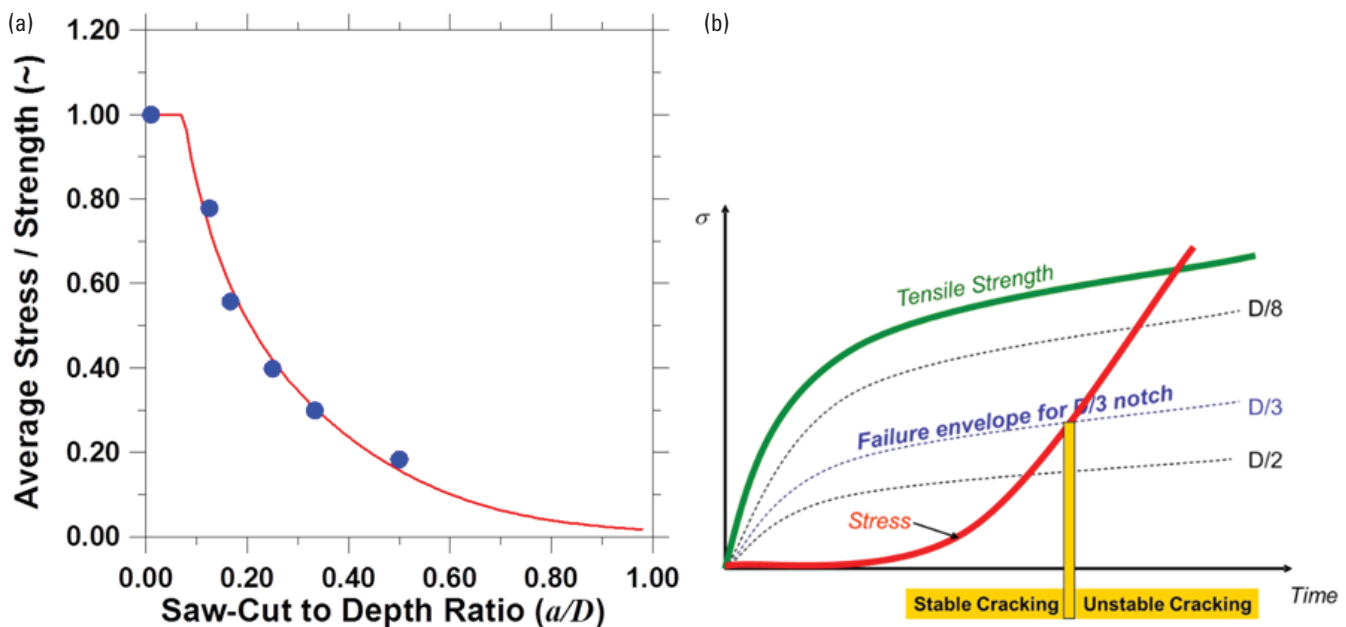 (a)
Average Stress / Strength (~)
1.20
1.00
0.80
0.60
0.40
0.20
0.00
0.00 0.20 0.40 0.60 0.80 1.00
Saw-Cut to Depth Ratio (a/D)
(b)
σ
Tensile Strength
D/8
Failure envelope for D/3 notch
D/3
D/2
Stress
Time
Stable Cracking Unstable Cracking